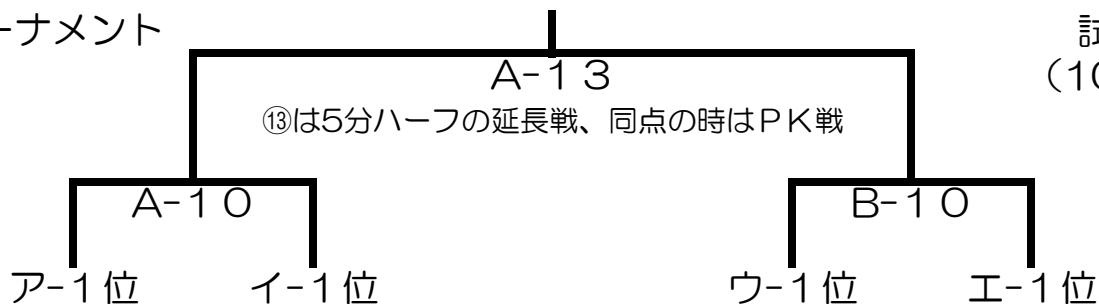 ーナメント
試
(10
A-13
⑬は5分ハーフの延長戦、同点の時はPK戦
A-10
B-10
ア-1位 イ-1位 ウ-1位 エ-1位